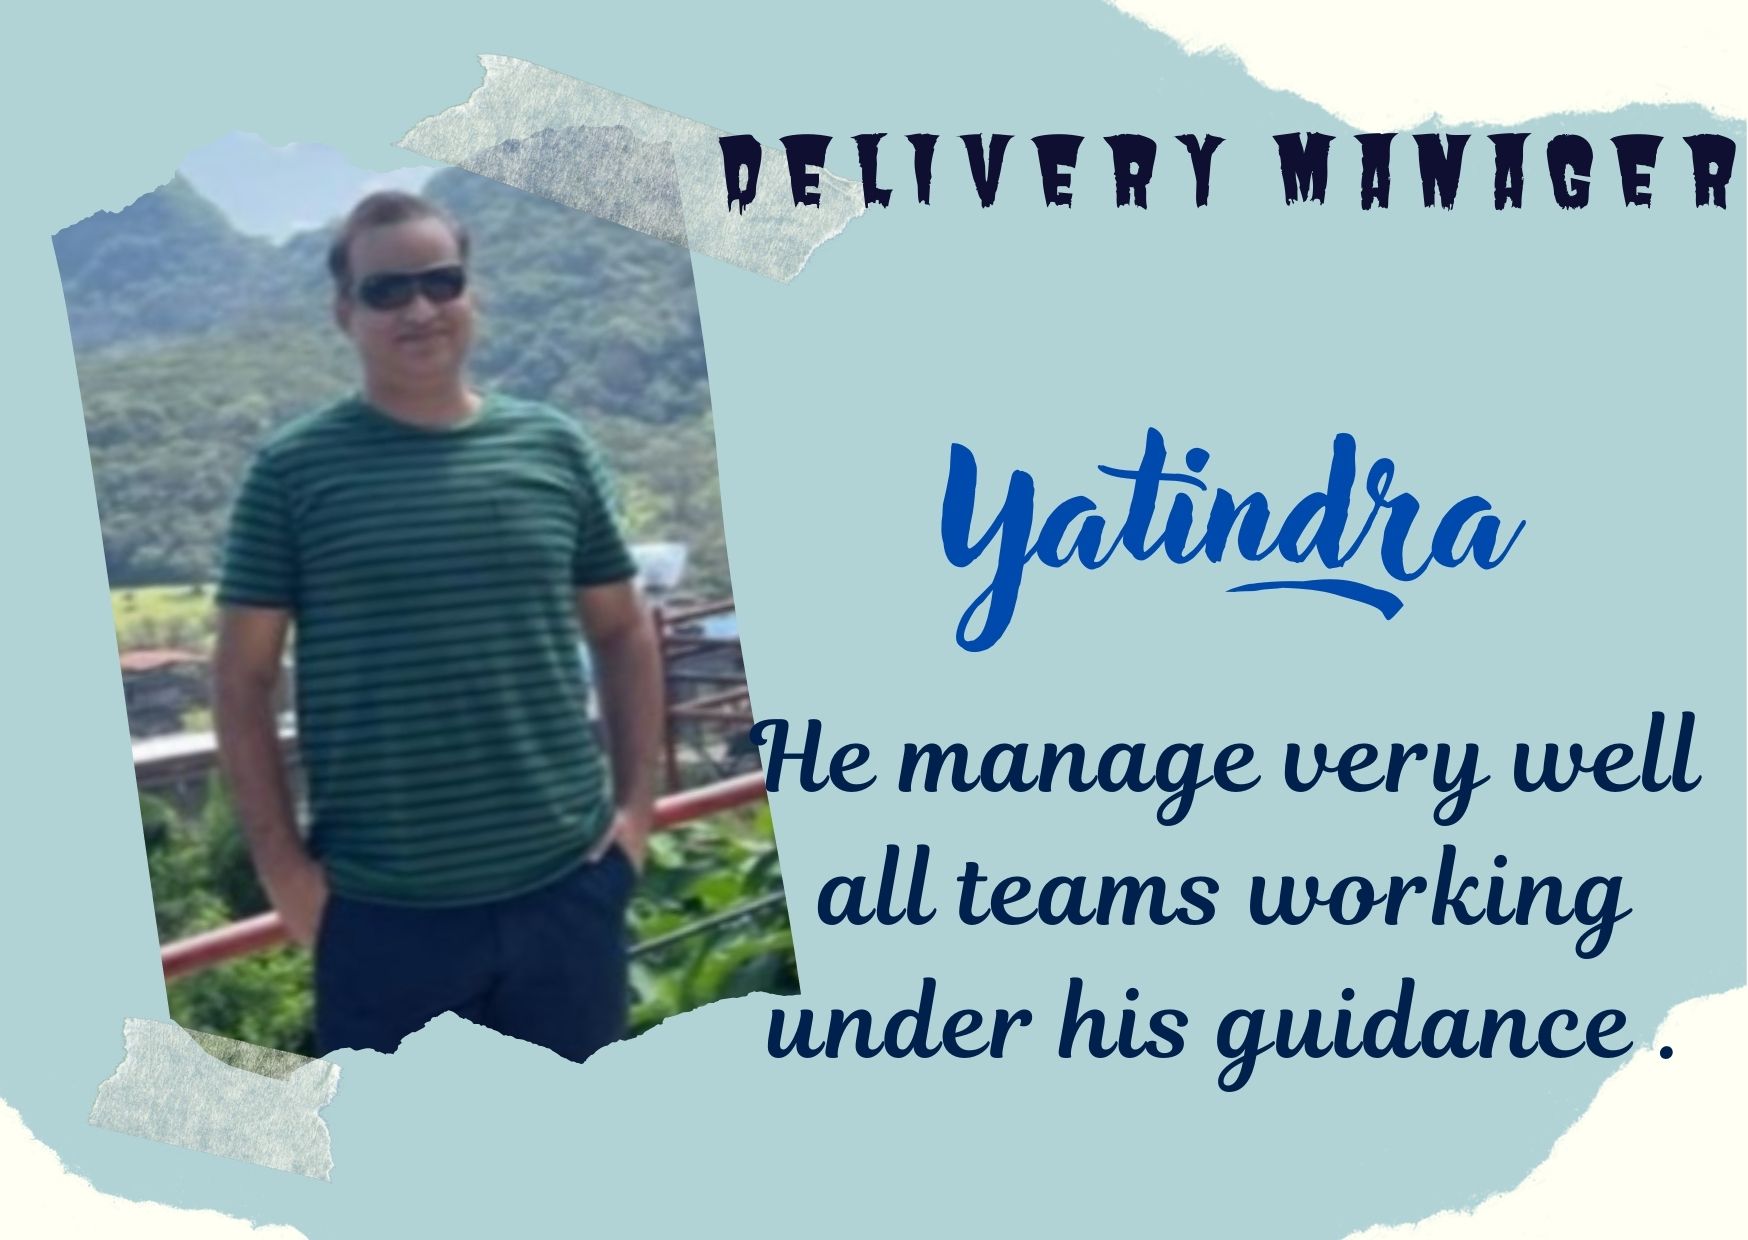 DELIVERY MANAGER
Yatindra
He manage very well
all teams working
under his guidance .